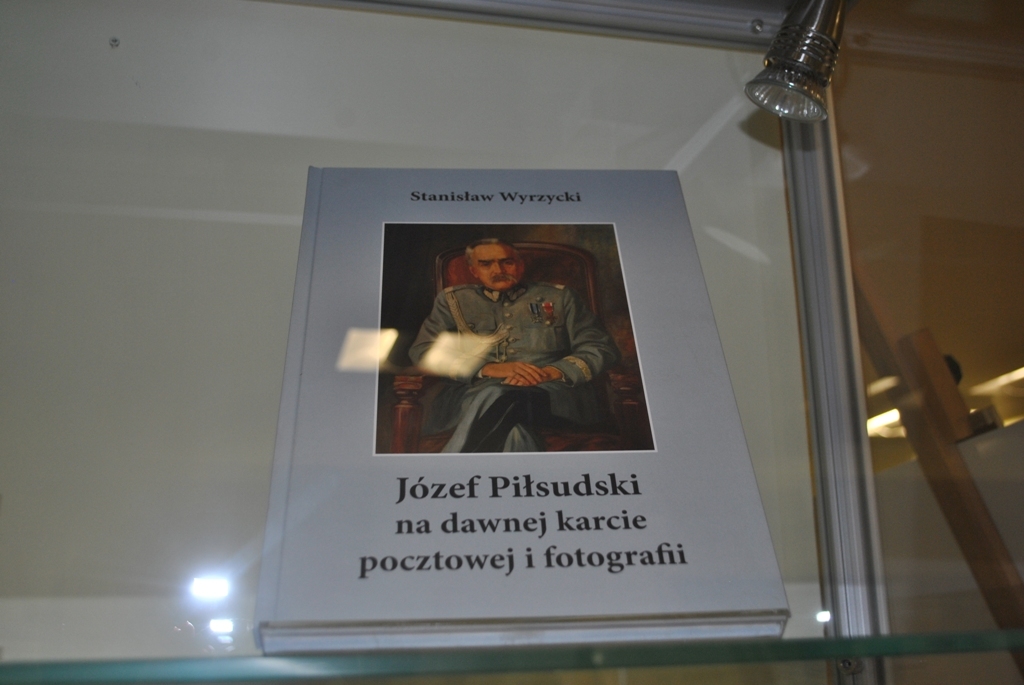 Stanisław Wyrzycki
Józef Piłsudski
na dawnej karcie
pocztowej i fotografii